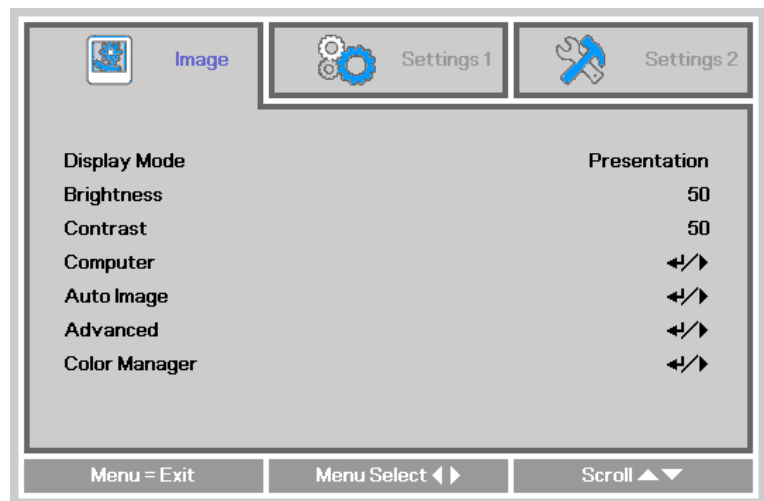 Image Settings 1 Settings 2
Display Mode Presentation
Brightness 50
Contrast 50
Computer ↵/▶
Auto Image ↵/▶
Advanced ↵/▶
Color Manager ↵/▶
Menu = Exit Menu Select ◀ ▶ Scroll ▲▼